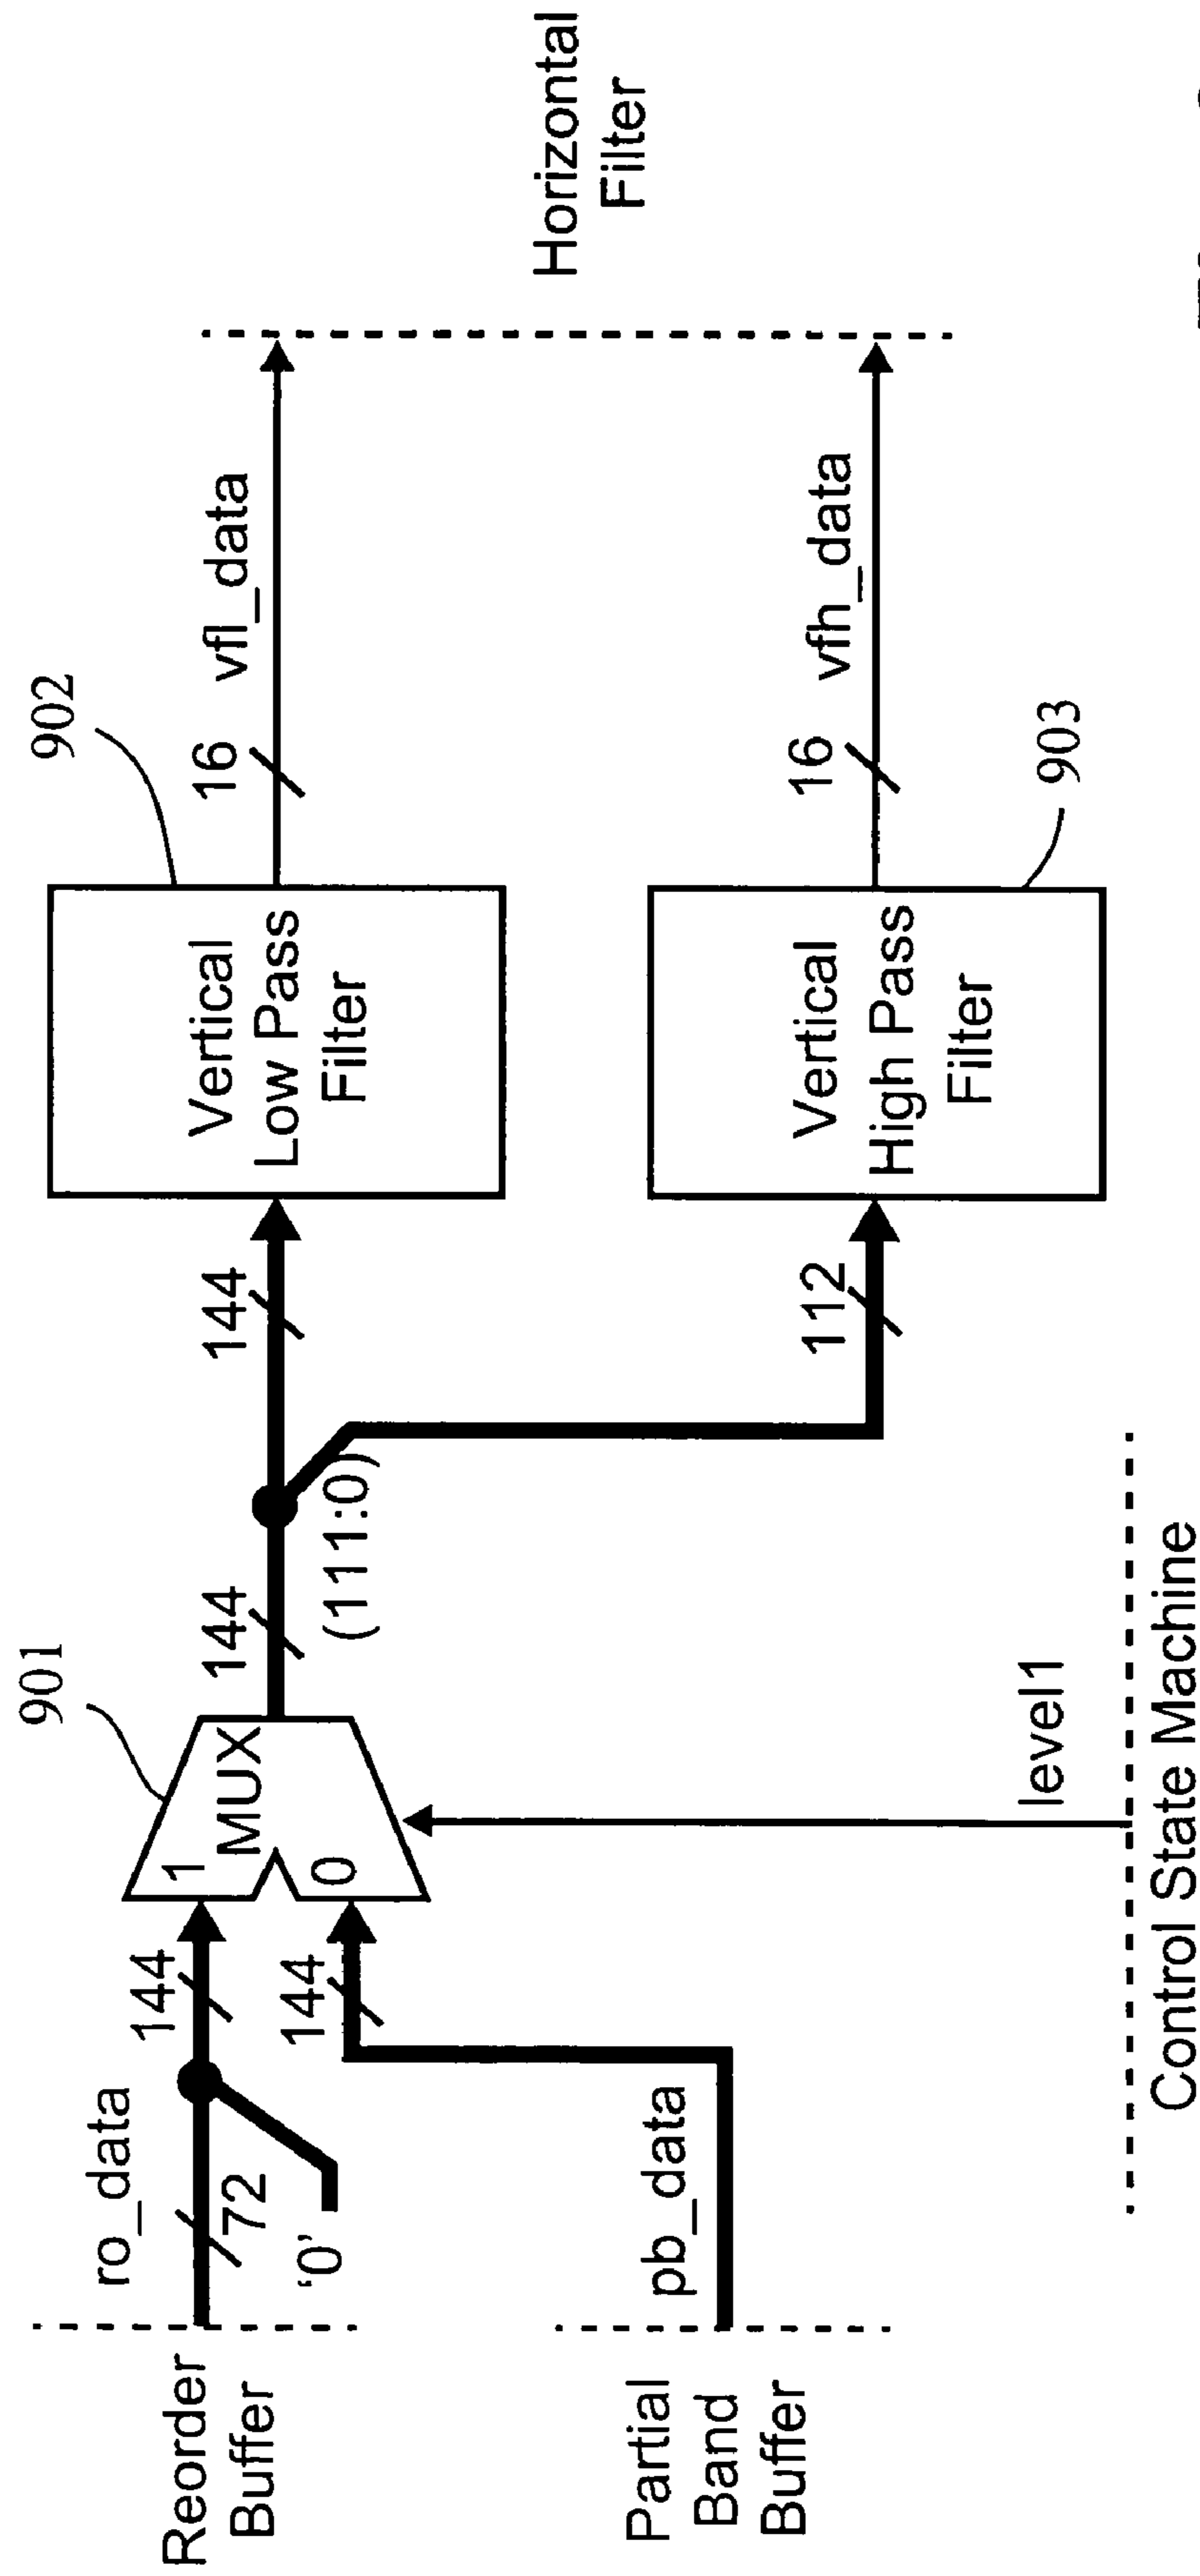 Reorder
Buffer
ro_data
72
'0'
144
Partial
Band
Buffer
pb_data
144
1
MUX
0
901
144
(111:0)
level1
Control State Machine
144
112
Vertical
Low Pass
Filter
902
Vertical
High Pass
Filter
903
16
vfl_data
16
vfh_data
Horizontal
Filter